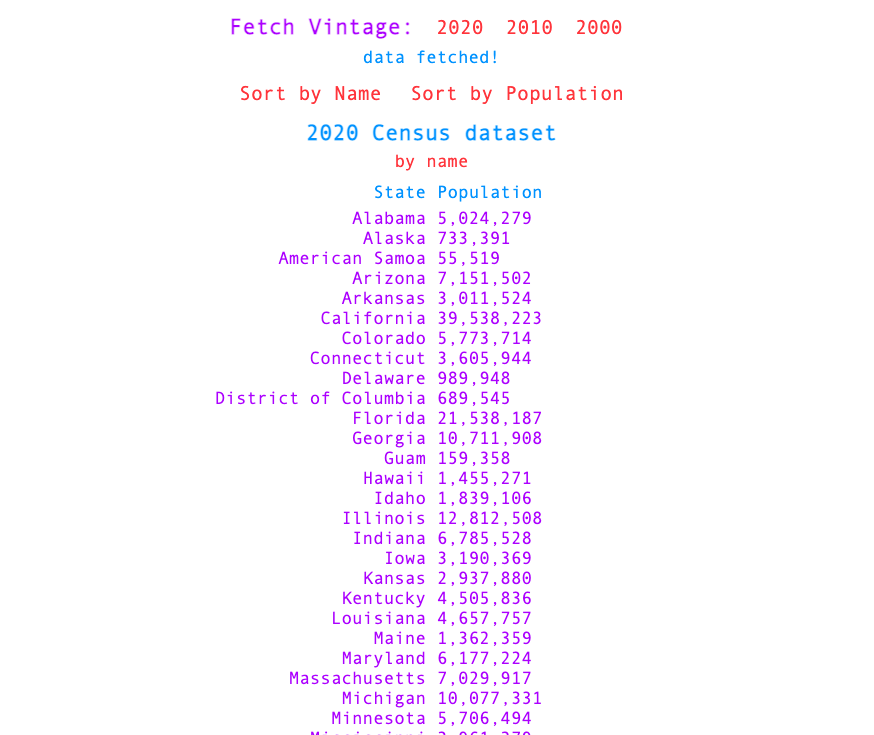 Fetch Vintage: 2020 2010 2000
data fetched!
Sort by Name Sort by Population
2020 Census dataset
by name
State Population
Alabama 5,024,279
Alaska 733,391
American Samoa 55,519
Arizona 7,151,502
Arkansas 3,011,524
California 39,538,223
Colorado 5,773,714
Connecticut 3,605,944
Delaware 989,948
District of Columbia 689,545
Florida 21,538,187
Georgia 10,711,908
Guam 159,358
Hawaii 1,455,271
Idaho 1,839,106
Illinois 12,812,508
Indiana 6,785,528
Iowa 3,190,369
Kansas 2,937,880
Kentucky 4,505,836
Louisiana 4,657,757
Maine 1,362,359
Maryland 6,177,224
Massachusetts 7,029,917
Michigan 10,077,331
Minnesota 5,706,494